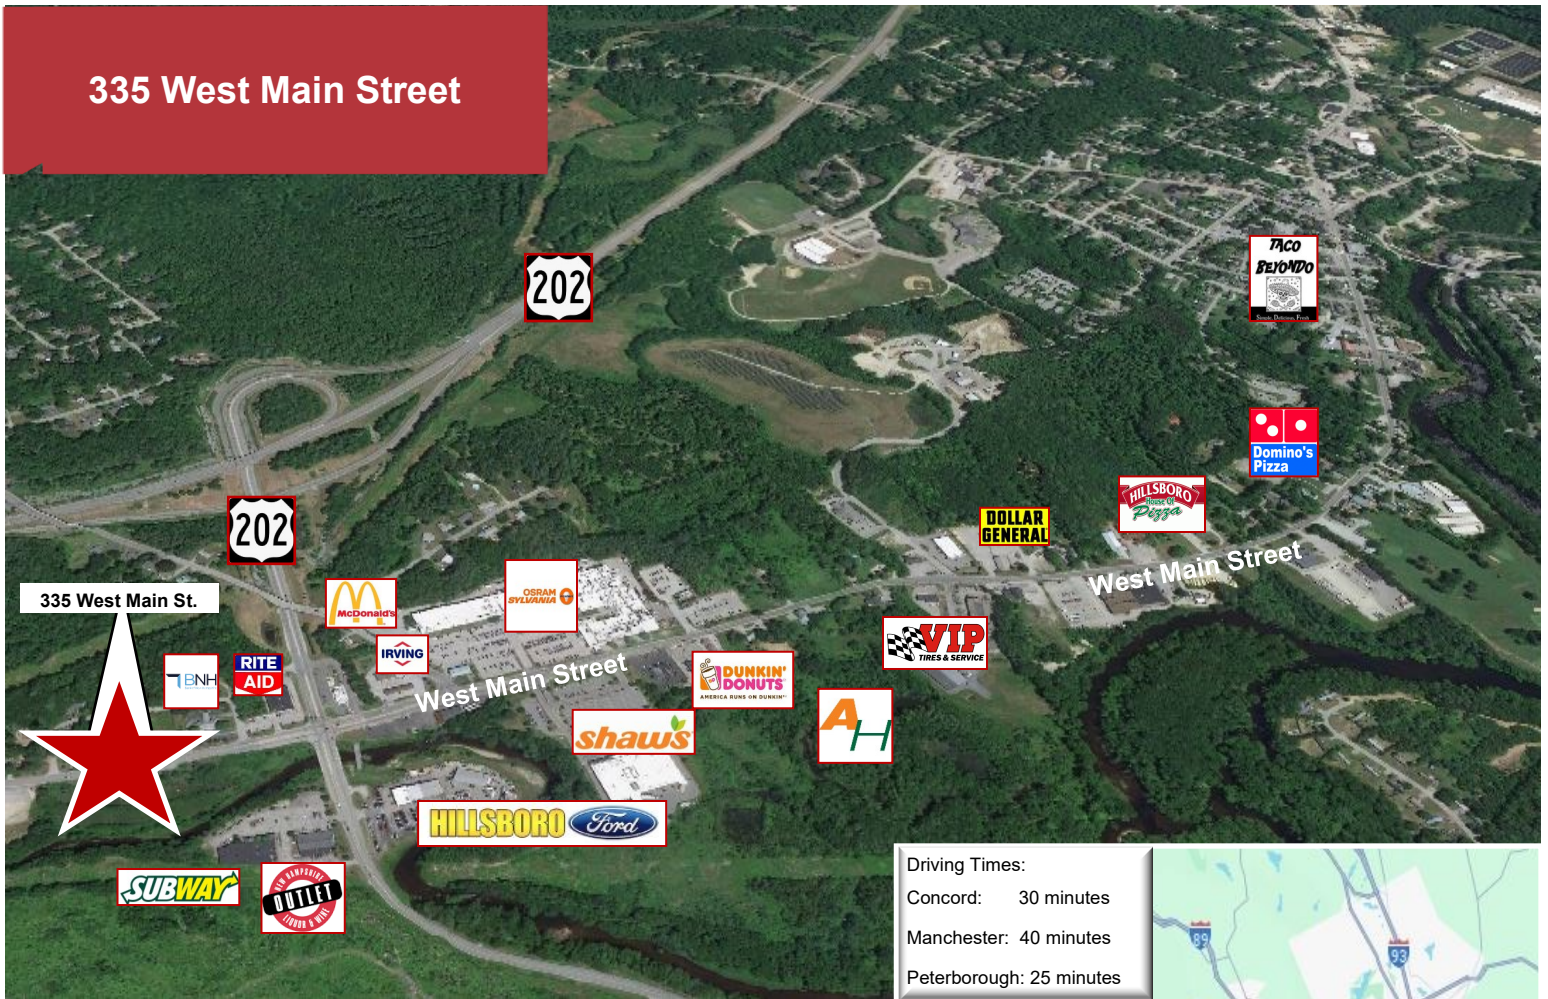 335 West Main Street
202
TACO
BEYONDO
Simple, Delicious, Fresh
Domino's
Pizza
HILLSBORO
House Of
Pizza
DOLLAR
GENERAL
West Main Street
202
335 West Main St.
McDonald's
OSRAM
SYLVANIA
IRVING
BNH
RITE
AID
West Main Street
DUNKIN'
DONUTS
AMERICA RUNS ON DUNKIN'
VIP
TIRES & SERVICE
AH
shaw's
HILLSBORO Ford
SUBWAY
NEW HAMPSHIRE
OUTLET
LIQUOR & WINE
Driving Times:
Concord: 30 minutes
Manchester: 40 minutes
Peterborough: 25 minutes
89
93